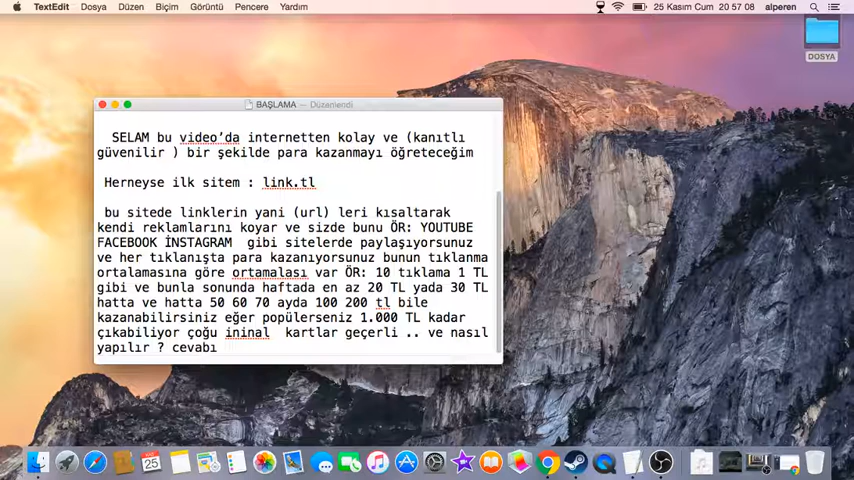 TextEdit Dosya Düzen Biçim Görüntü Pencere Yardım 25 Kasım Cum 20 57 08 alperen
DOSYA
BAŞLAMA — Düzenlendi
SELAM bu video’da internetten kolay ve (kanıtlı
güvenilir ) bir şekilde para kazanmayı öğreteceğim
Herneyse ilk sitem : link.tl
bu sitede linklerin yani (url) leri kısaltarak
kendi reklamlarını koyar ve sizde bunu ÖR: YOUTUBE
FACEBOOK İNSTAGRAM gibi sitelerde paylaşıyorsunuz
ve her tıklanışta para kazanıyorsunuz bunun tıklanma
ortalamasına göre ortamalası var ÖR: 10 tıklama 1 TL
gibi ve bunla sonunda haftada en az 20 TL yada 30 TL
hatta ve hatta 50 60 70 ayda 100 200 tl bile
kazanabilirsiniz eğer popülerseniz 1.000 TL kadar
çıkabiliyor çoğu ininal kartlar geçerli .. ve nasıl
yapılır ? cevabı
25